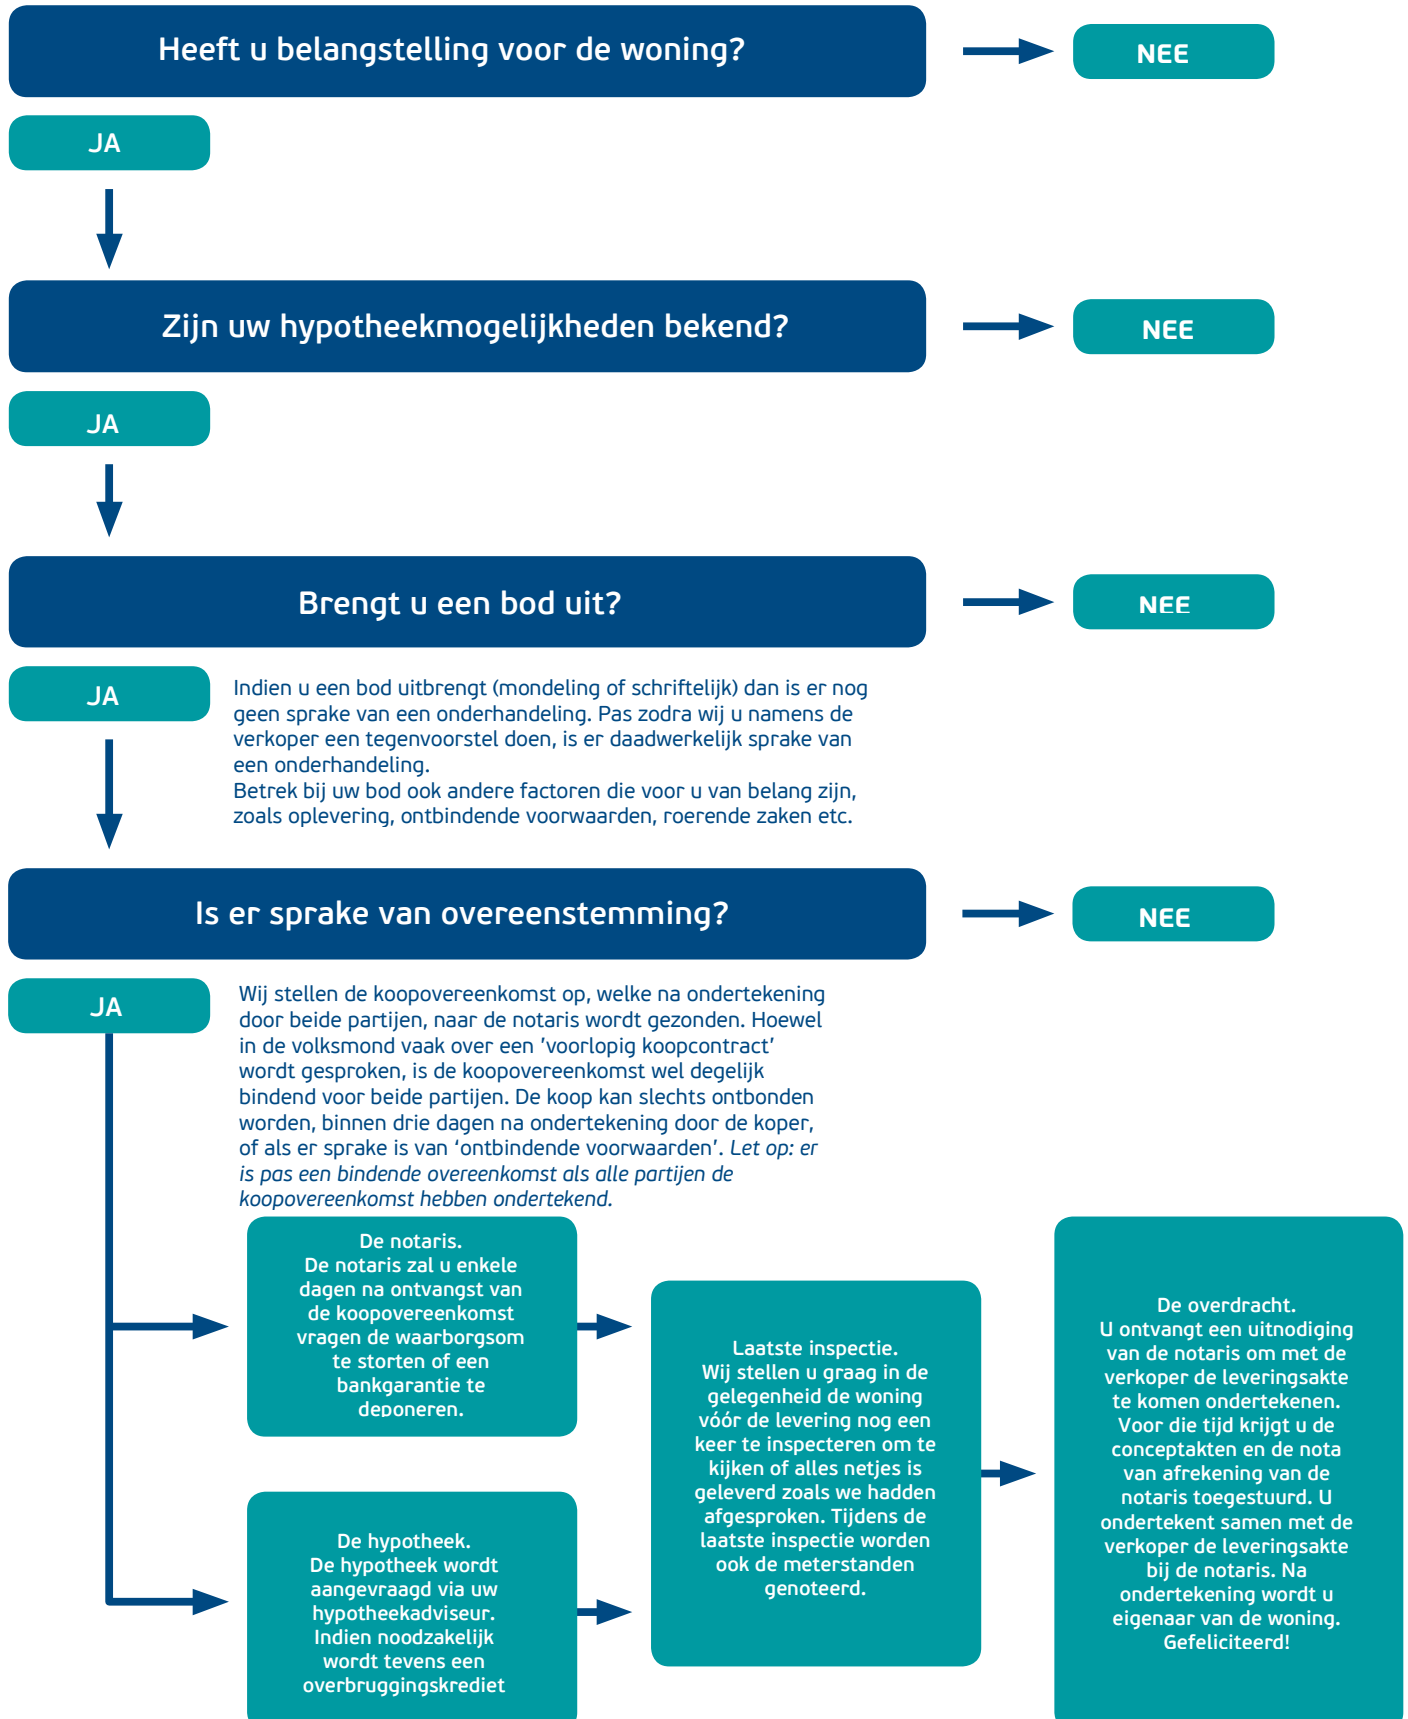 Heeft u belangstelling voor de woning?
NEE
JA
Zijn uw hypotheekmogelijkheden bekend?
NEE
JA
Brengt u een bod uit?
NEE
JA
Indien u een bod uitbrengt (mondeling of schriftelijk) dan is er nog
geen sprake van een onderhandeling. Pas zodra wij u namens de
verkoper een tegenvoorstel doen, is er daadwerkelijk sprake van
een onderhandeling.
Betrek bij uw bod ook andere factoren die voor u van belang zijn,
zoals oplevering, ontbindende voorwaarden, roerende zaken etc.
Is er sprake van overeenstemming?
NEE
JA
Wij stellen de koopovereenkomst op, welke na ondertekening
door beide partijen, naar de notaris wordt gezonden. Hoewel
in de volksmond vaak over een 'voorlopig koopcontract'
wordt gesproken, is de koopovereenkomst wel degelijk
bindend voor beide partijen. De koop kan slechts ontbonden
worden, binnen drie dagen na ondertekening door de koper,
of als er sprake is van ‘ontbindende voorwaarden’. Let op: er
is pas een bindende overeenkomst als alle partijen de
koopovereenkomst hebben ondertekend.
De notaris.
De notaris zal u enkele
dagen na ontvangst van
de koopovereenkomst
vragen de waarborgsom
te storten of een
bankgarantie te
deponeren.
De hypotheek.
De hypotheek wordt
aangevraagd via uw
hypotheekadviseur.
Indien noodzakelijk
wordt tevens een
overbruggingskrediet
Laatste inspectie.
Wij stellen u graag in de
gelegenheid de woning
vóór de levering nog een
keer te inspecteren om te
kijken of alles netjes is
geleverd zoals we hadden
afgesproken. Tijdens de
laatste inspectie worden
ook de meterstanden
genoteerd.
De overdracht.
U ontvangt een uitnodiging
van de notaris om met de
verkoper de leveringsakte
te komen ondertekenen.
Voor die tijd krijgt u de
conceptakten en de nota
van afrekening van de
notaris toegestuurd. U
ondertekent samen met de
verkoper de leveringsakte
bij de notaris. Na
ondertekening wordt u
eigenaar van de woning.
Gefeliciteerd!